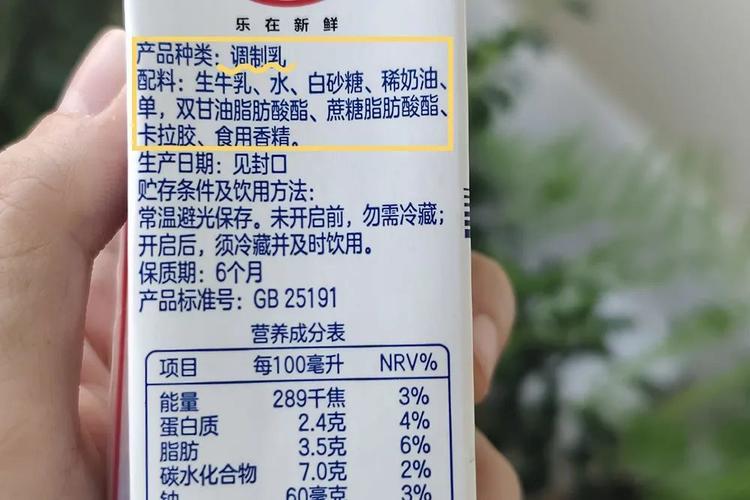 乐在新鲜
产品种类：调制乳
配料：生牛乳、水、白砂糖、稀奶油、
单，双甘油脂肪酸酯、蔗糖脂肪酸酯、
卡拉胶、食用香精。
生产日期：见封口
贮存条件及饮用方法：
常温避光保存。未开启前，勿需冷藏；
开启后，须冷藏并及时饮用。
保质期：6个月
产品标准号：GB 25191
营养成分表
项目 每100毫升 NRV%
能量 289千焦 3%
蛋白质 2.4克 4%
脂肪 3.5克 6%
碳水化合物 7.0克 2%
钠 60毫克 3%